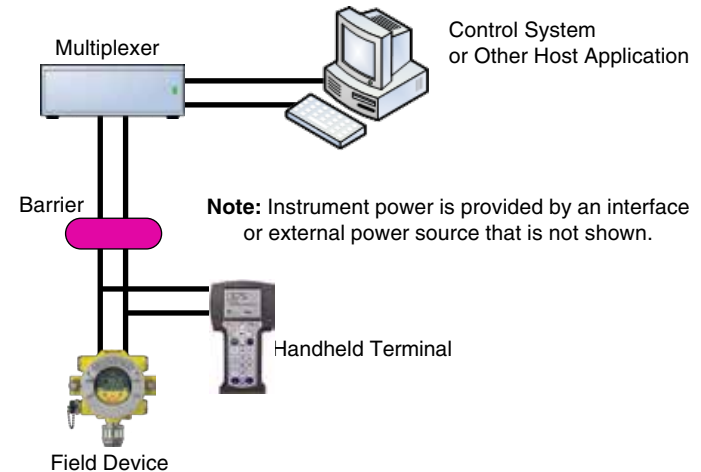 Control System
or Other Host Application
Multiplexer
Barrier
Note: Instrument power is provided by an interface
or external power source that is not shown.
Handheld Terminal
Field Device